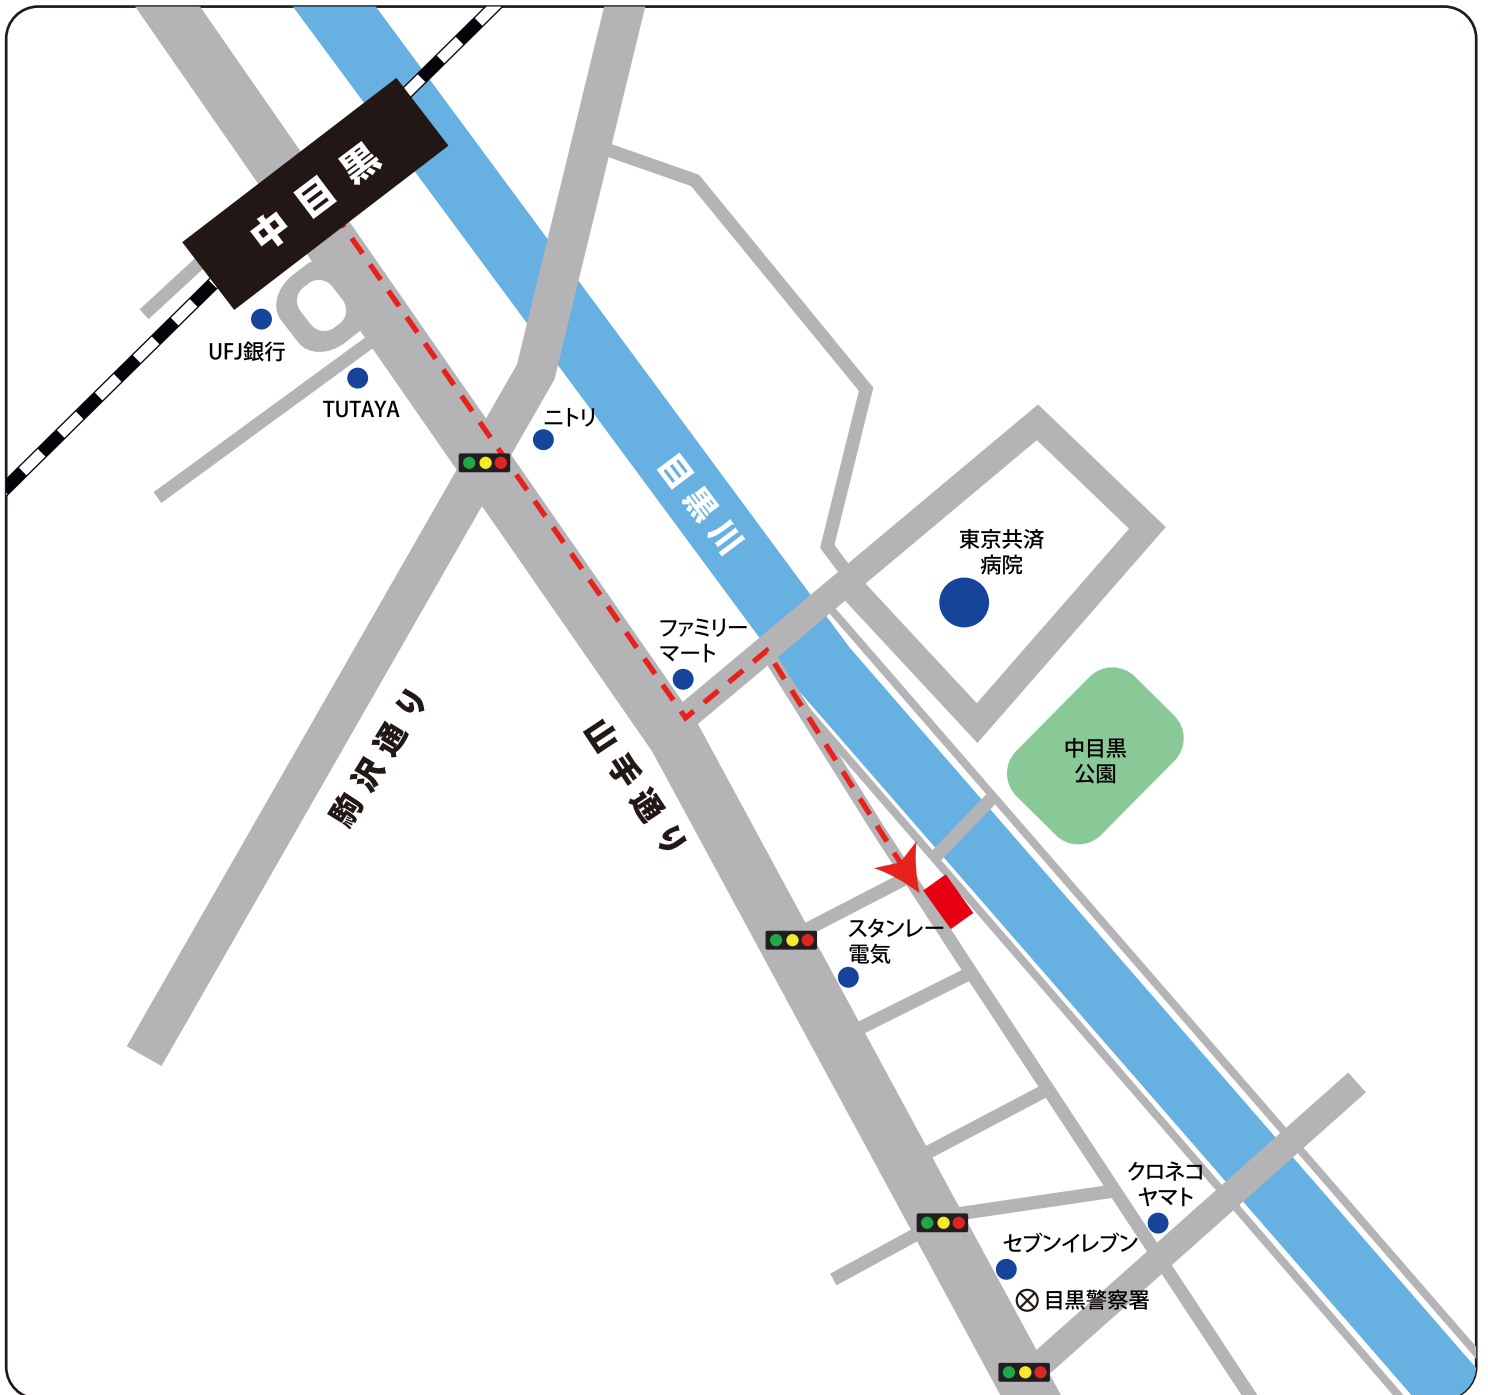 中目黒
UFJ銀行
TUTAYA
ニトリ
目黒川
東京共済
病院
ファミリー
マート
駒沢通り
山手通り
中目黒
公園
スタンレー
電気
クロネコ
ヤマト
セブンイレブン
目黒警察署